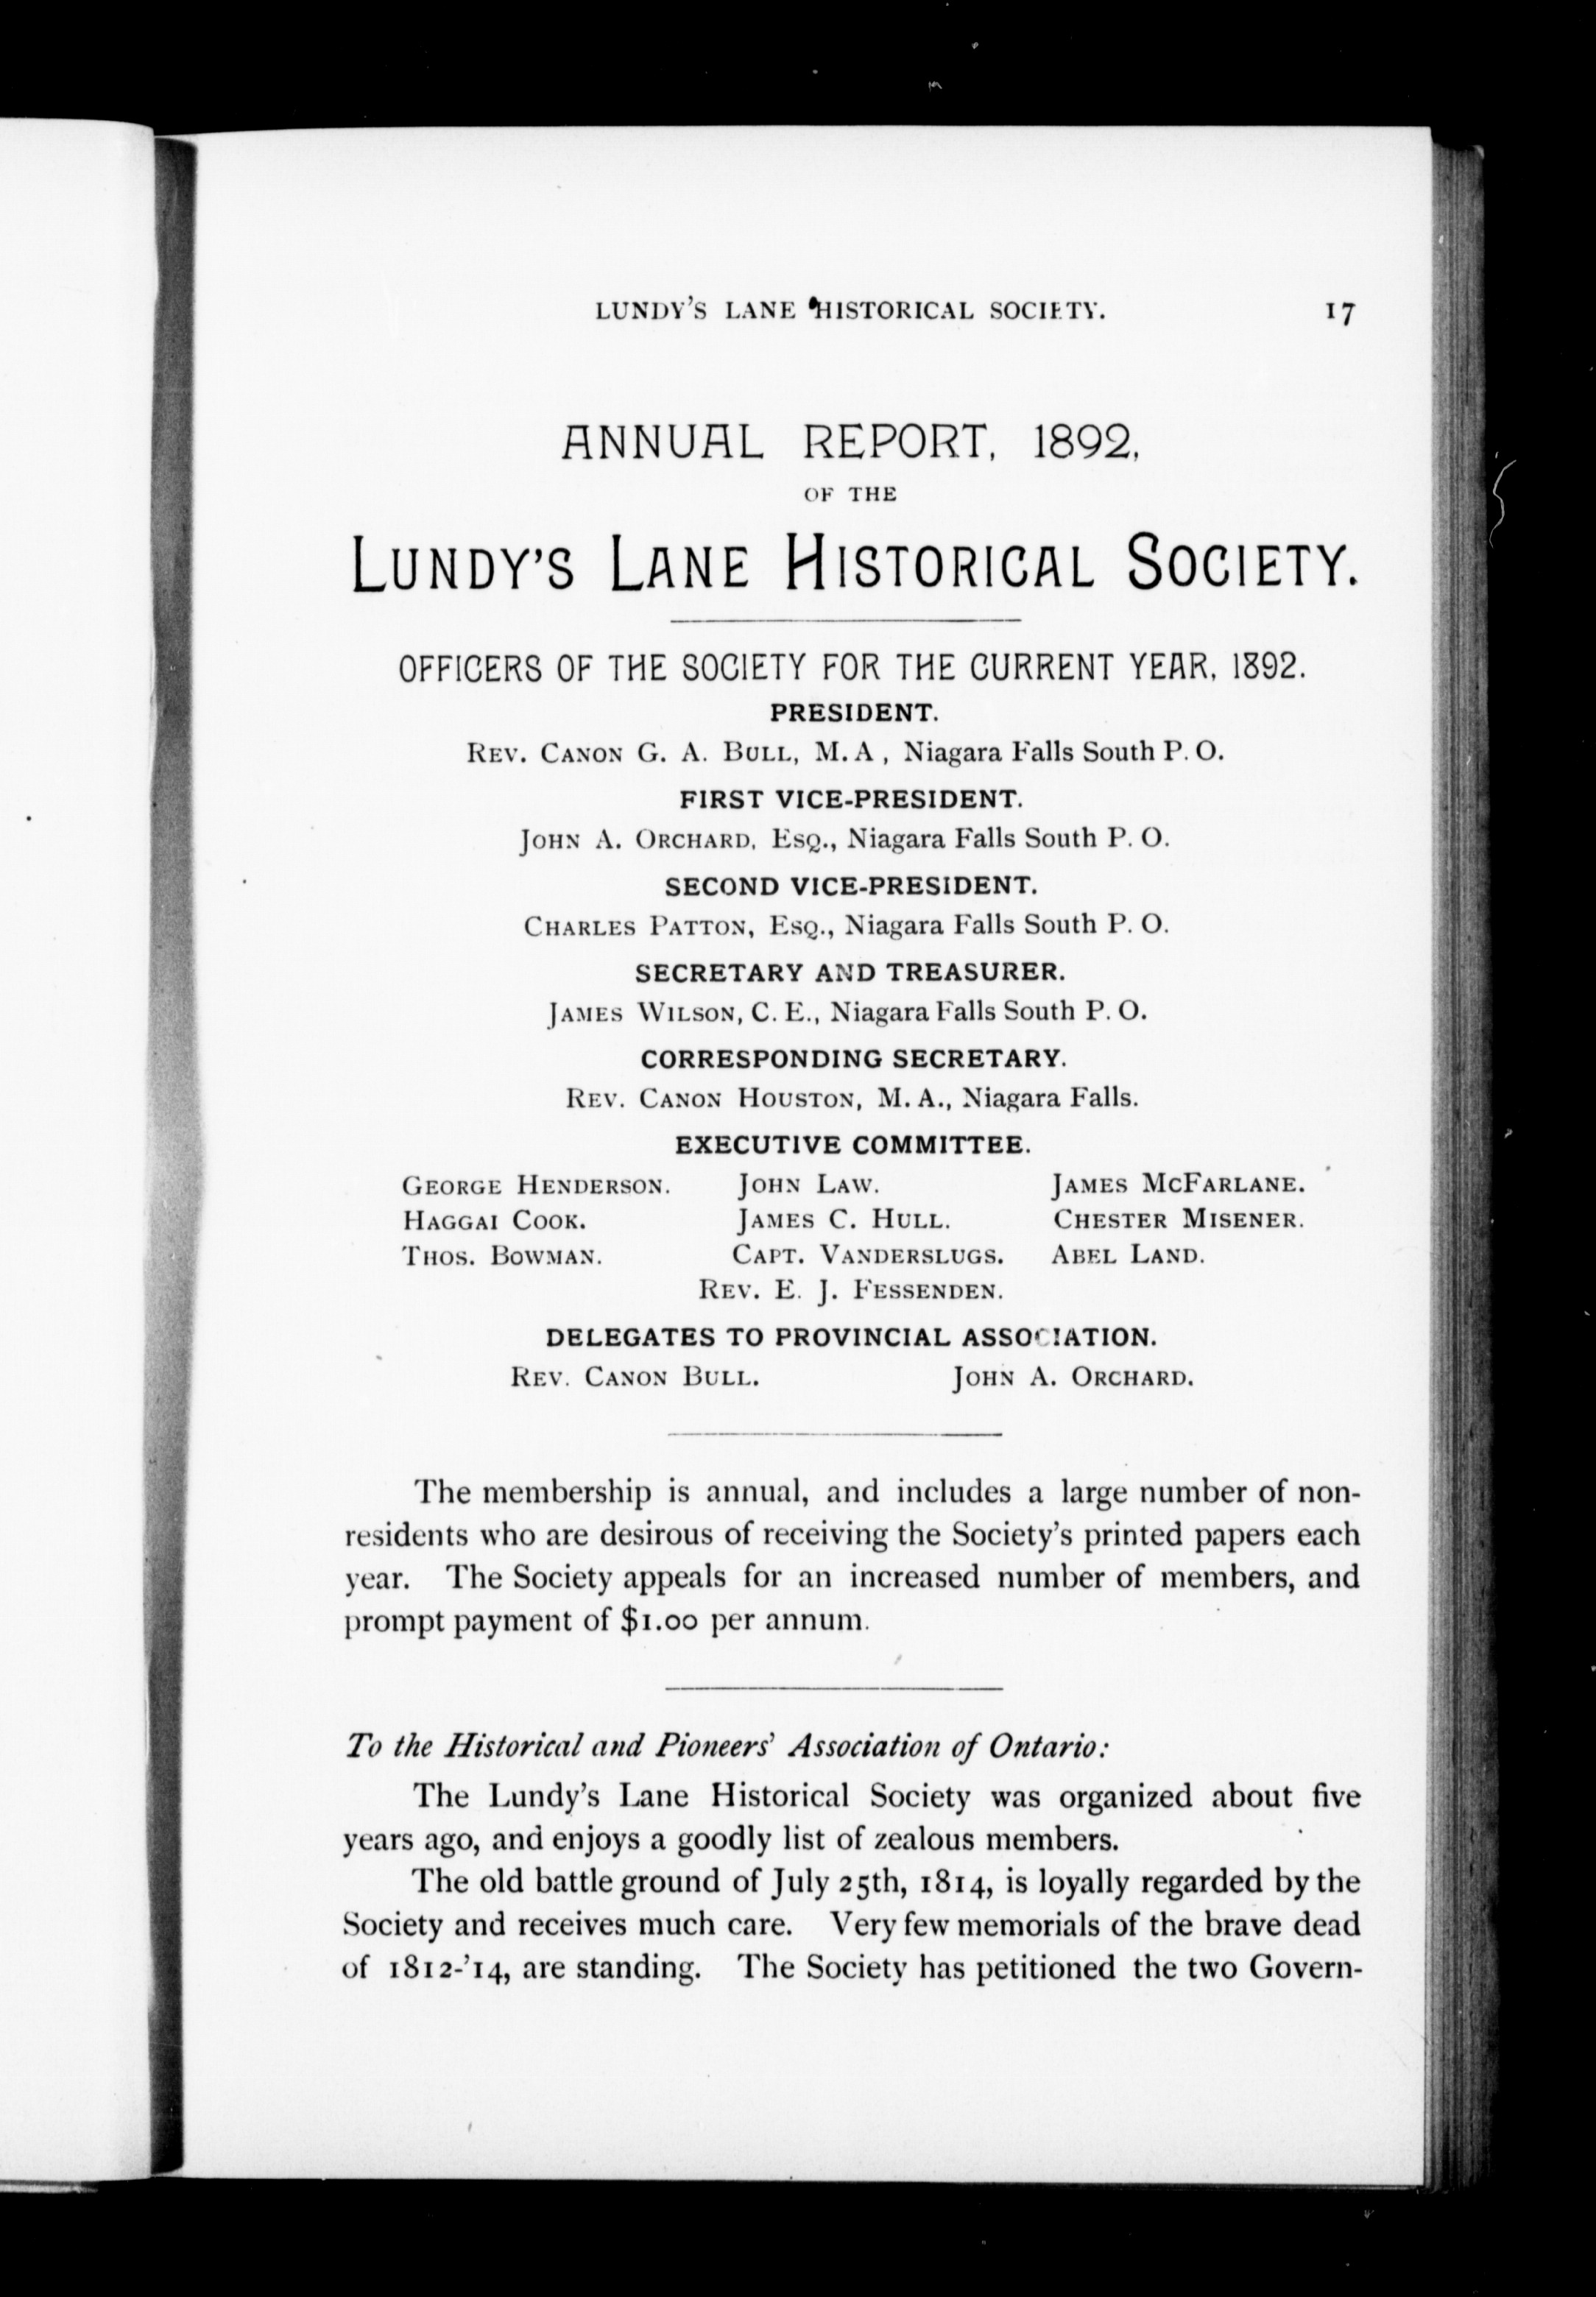 LUNDY'S LANE HISTORICAL SOCIETY. 17
ANNUAL REPORT, 1892,
OF THE
LUNDY'S LANE HISTORICAL SOCIETY.
OFFICERS OF THE SOCIETY FOR THE CURRENT YEAR, 1892.
PRESIDENT.
REV. CANON G. A. BULL, M.A, Niagara Falls South P. O.
FIRST VICE-PRESIDENT.
JOHN A. ORCHARD, ESQ., Niagara Falls South P. O.
SECOND VICE-PRESIDENT.
CHARLES PATTON, ESQ., Niagara Falls South P. O.
SECRETARY AND TREASURER.
JAMES WILSON, C. E., Niagara Falls South P. O.
CORRESPONDING SECRETARY.
REV. CANON HOUSTON, M. A., Niagara Falls.
EXECUTIVE COMMITTEE.
GEORGE HENDERSON. JOHN LAW. JAMES MCFARLANE.
HAGGAI COOK. JAMES C. HULL. CHESTER MISENER.
THOS. BOWMAN. CAPT. VANDERSLUGS. ABEL LAND.
REV. E. J. FESSENDEN.
DELEGATES TO PROVINCIAL ASSOCIATION.
REV. CANON BULL. JOHN A. ORCHARD.
The membership is annual, and includes a large number of non-
residents who are desirous of receiving the Society's printed papers each
year. The Society appeals for an increased number of members, and
prompt payment of $1.00 per annum.
To the Historical and Pioneers' Association of Ontario:
The Lundy's Lane Historical Society was organized about five
years ago, and enjoys a goodly list of zealous members.
The old battle ground of July 25th, 1814, is loyally regarded by the
Society and receives much care. Very few memorials of the brave dead
of 1812-'14, are standing. The Society has petitioned the two Govern-